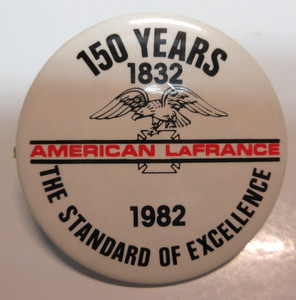 150 YEARS
1832
AMERICAN LAFRANCE
1982
THE STANDARD OF EXCELLENCE